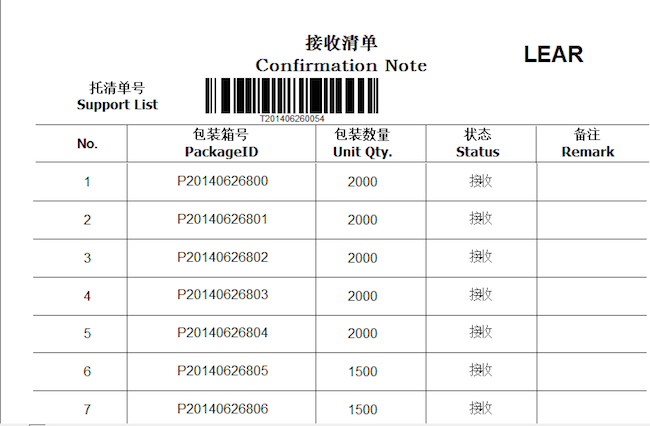 接收清单
Confirmation Note
LEAR
托清单号
Support List
T201406260054
No. 包装箱号 包装数量 状态 备注
PackageID Unit Qty. Status Remark
1 P20140626800 2000 接收
2 P20140626801 2000 接收
3 P20140626802 2000 接收
4 P20140626803 2000 接收
5 P20140626804 2000 接收
6 P20140626805 1500 接收
7 P20140626806 1500 接收